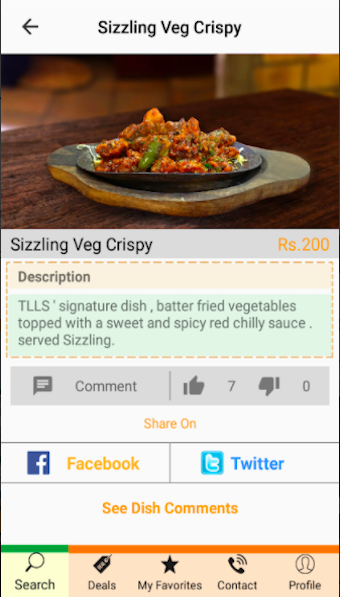 Sizzling Veg Crispy
Sizzling Veg Crispy Rs.200
Description
TLLS ' signature dish , batter fried vegetables
topped with a sweet and spicy red chilly sauce .
served Sizzling.
Comment 7 0
Share On
Facebook Twitter
See Dish Comments
Search Deals My Favorites Contact Profile